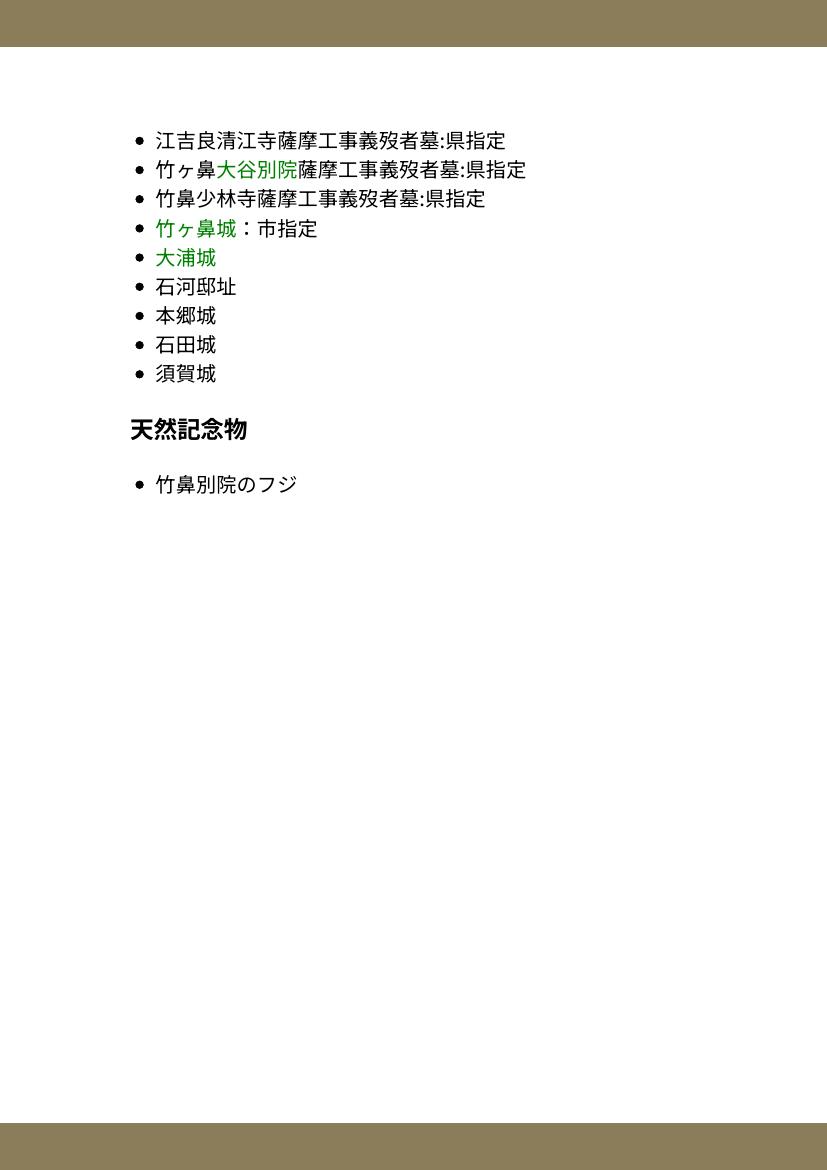 江吉良清江寺薩摩工事義歿者墓:県指定
竹ヶ鼻大谷別院薩摩工事義歿者墓:県指定
竹鼻少林寺薩摩工事義歿者墓:県指定
竹ヶ鼻城：市指定
大浦城
石河邸址
本郷城
石田城
須賀城
天然記念物
竹鼻別院のフジ